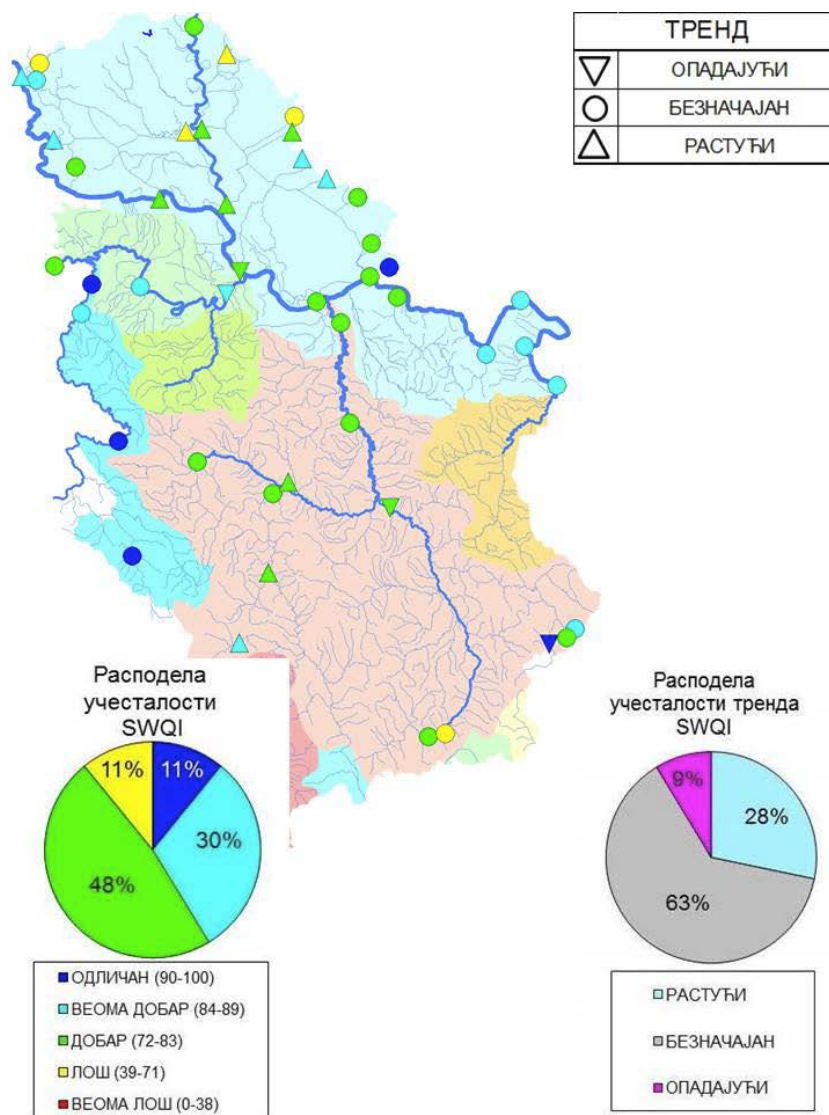 ТРЕНД
ОПАДАЈУЋИ
БЕЗНАЧАЈАН
РАСТУЋИ
Расподела
учесталости
SWQI
11%
11%
30%
48%
ОДЛИЧАН (90-100)
ВЕОМА ДОБАР (84-89)
ДОБАР (72-83)
ЛОШ (39-71)
ВЕОМА ЛОШ (0-38)
Расподела
учесталости тренда
SWQI
9%
28%
63%
РАСТУЋИ
БЕЗНАЧАЈАН
ОПАДАЈУЋИ